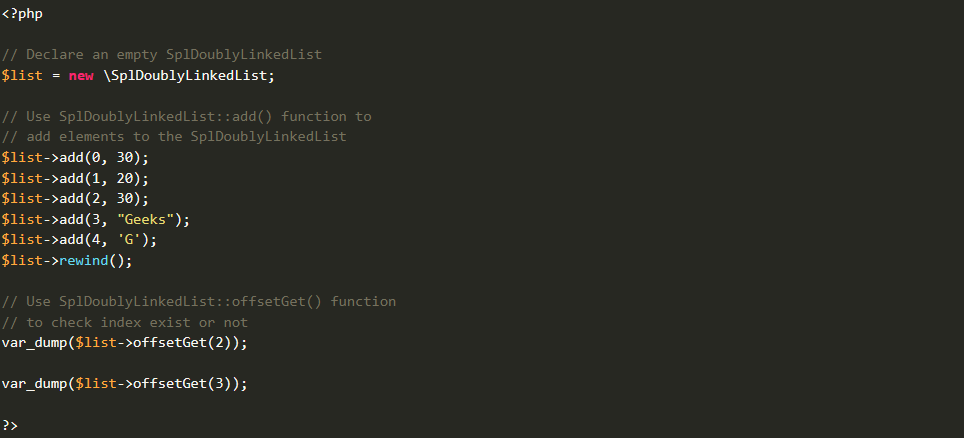 <?php
// Declare an empty SplDoublyLinkedList
$list = new \SplDoublyLinkedList;
// Use SplDoublyLinkedList::add() function to
// add elements to the SplDoublyLinkedList
$list->add(0, 30);
$list->add(1, 20);
$list->add(2, 30);
$list->add(3, "Geeks");
$list->add(4, 'G');
$list->rewind();
// Use SplDoublyLinkedList::offsetGet() function
// to check index exist or not
var_dump($list->offsetGet(2));
var_dump($list->offsetGet(3));
?>